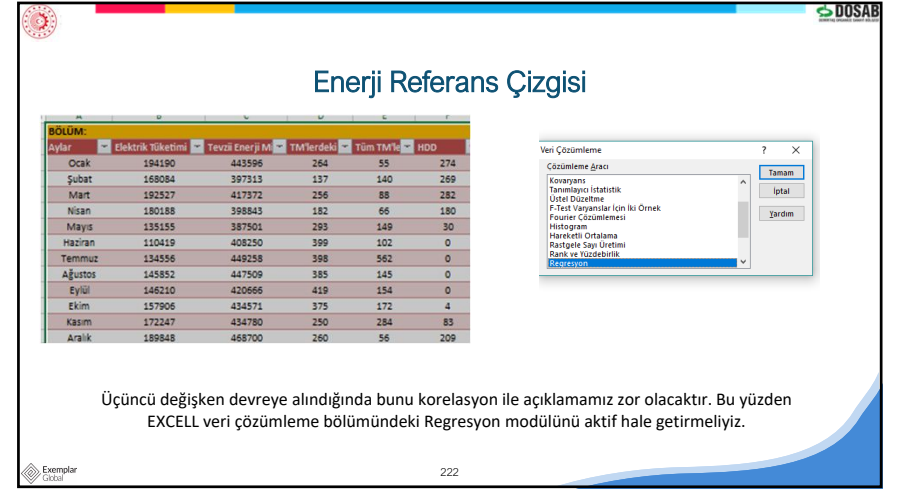 DOSAB
Enerji Referans Çizgisi
BÖLÜM:
Aylar Elektrik Tüketimi Tevzii Enerji Mi TM'lerdeki Tüm TM'le HDD
Ocak 194190 443596 264 55 274
Şubat 168084 397313 137 140 269
Mart 192527 417372 256 88 282
Nisan 180188 398843 182 66 180
Mayıs 135155 387501 293 149 30
Haziran 110419 408250 399 102 0
Temmuz 134556 449258 398 562 0
Ağustos 145852 447509 385 145 0
Eylül 146210 420666 419 154 0
Ekim 157906 434571 375 172 4
Kasım 172247 434780 250 284 83
Aralık 189848 468700 260 56 209
Veri Çözümleme ? X
Çözümleme Aracı
Kovaryans
Tanımlayıcı İstatistik
Üstel Düzeltme
F-Test Varyanslar İçin İki Örnek
Fourier Çözümlemesi
Histogram
Hareketli Ortalama
Rastgele Sayı Üretimi
Rank ve Yüzdebirlik
Regresyon
Tamam
İptal
Yardım
Üçüncü değişken devreye alındığında bunu korelasyon ile açıklamamız zor olacaktır. Bu yüzden
EXCELL veri çözümleme bölümündeki Regresyon modülünü aktif hale getirmeliyiz.
Exemplar
Global
222